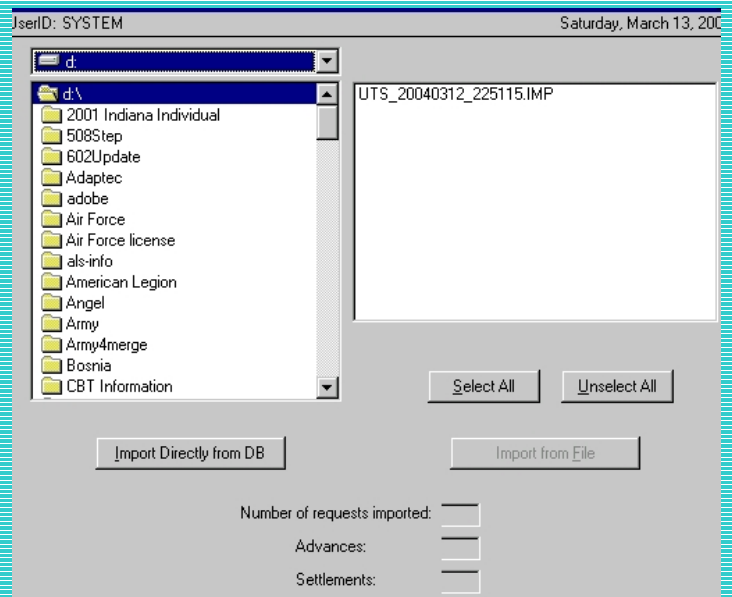 UserID: SYSTEM
Saturday, March 13, 200
d:
d:\
2001 Indiana Individual
508Step
602Update
Adaptec
adobe
Air Force
Air Force license
als-info
American Legion
Angel
Army
Army4merge
Bosnia
CBT Information
UTS_20040312_225115.IMP
Select All
Unselect All
Import Directly from DB
Import from File
Number of requests imported:
Advances:
Settlements: